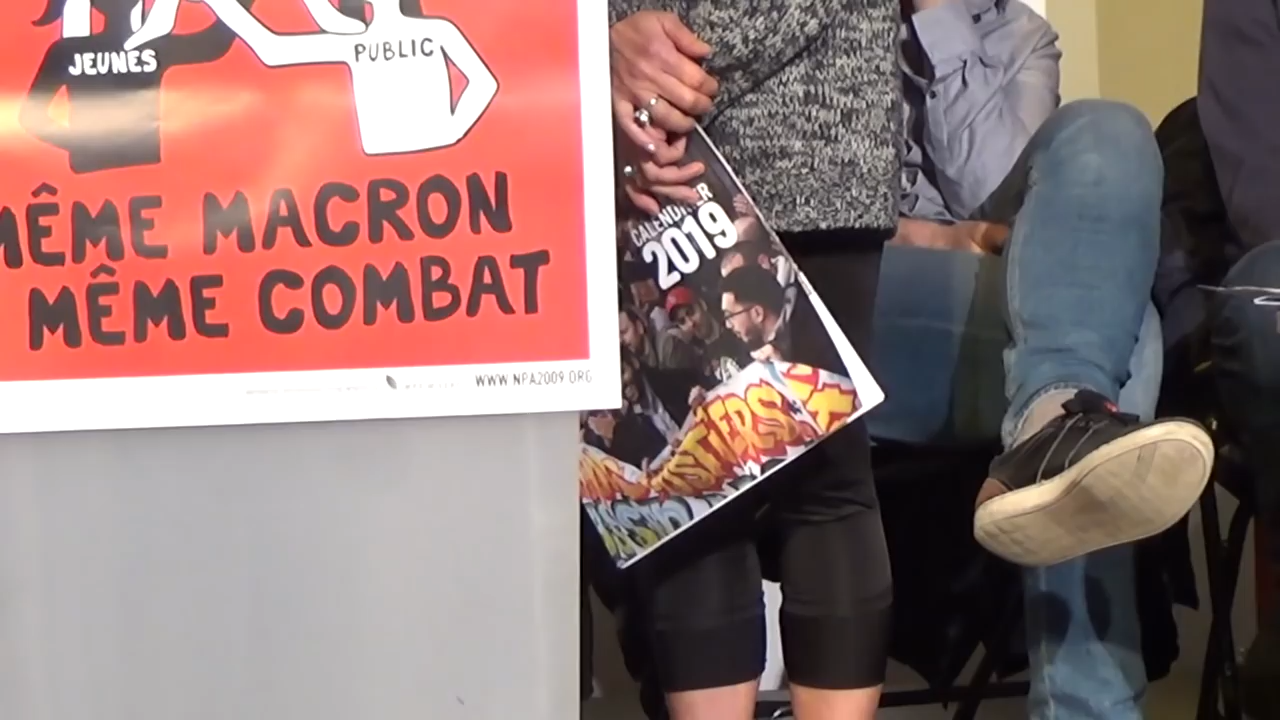 JEUNES
PUBLIC
MÊME MACRON
MÊME COMBAT
WWW.NPA2009.ORG
CALENDRIER
2019